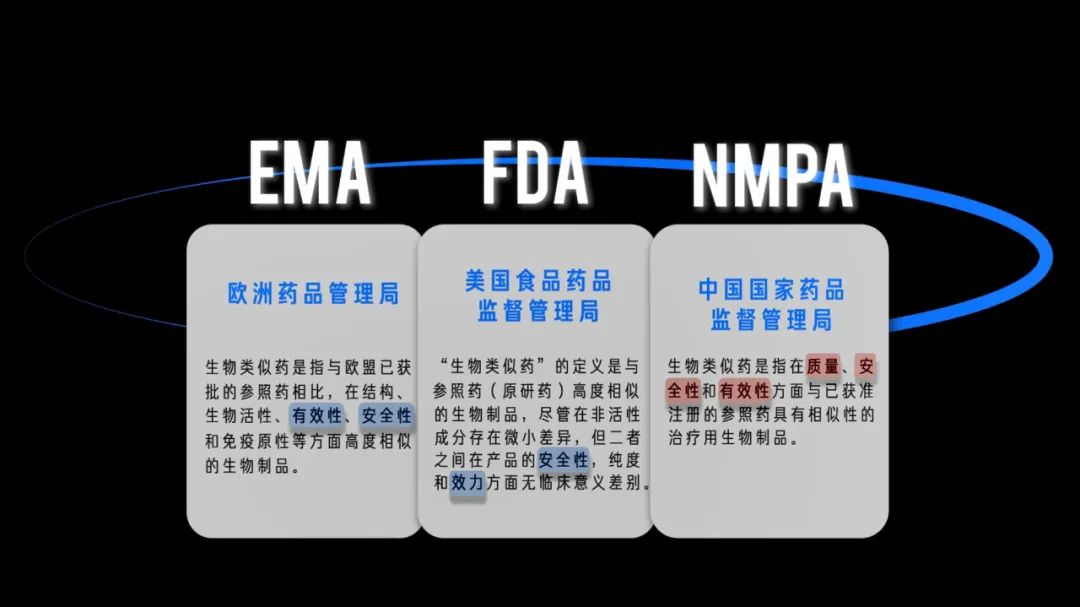 EMA
欧洲药品管理局
生物类似药是指与欧盟已获
批的参照药相比，在结构、
生物活性、有效性、安全性
和免疫原性等方面高度相似
的生物制品。
FDA
美国食品药品
监督管理局
“生物类似药”的定义是与
参照药（原研药）高度相似
的生物制品，尽管在非活性
成分存在微小差异，但二者
之间在产品的安全性，纯度
和效力方面无临床意义差别。
NMPA
中国国家药品
监督管理局
生物类似药是指在质量、安
全性和有效性方面与已获准
注册的参照药具有相似性的
治疗用生物制品。